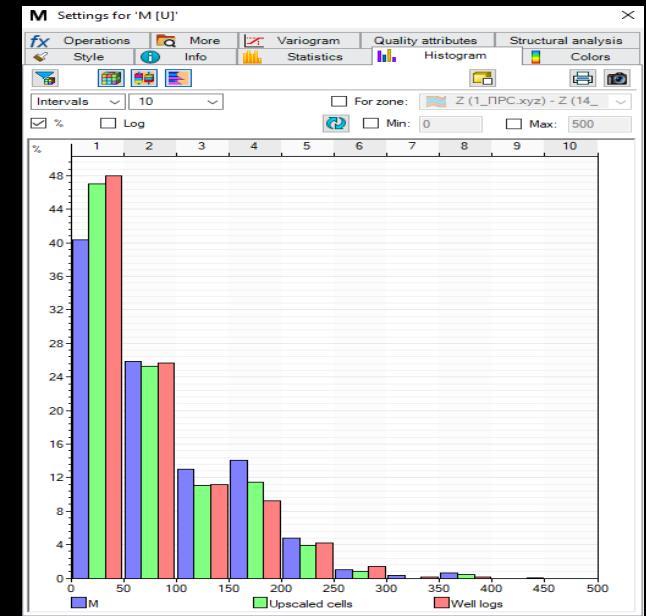 M Settings for 'M [U]'
fx Operations More Variogram Quality attributes Structural analysis
Style Info Statistics Histogram Colors
Intervals 10 For zone: Z (1_ПРС.xyz) - Z (14_
% Log Min: 0 Max: 500
% 1 2 3 4 5 6 7 8 9 10
48
44
40
36
32
28
24
20
16
12
8
4
0
0 50 100 150 200 250 300 350 400 450 500
M Upscaled cells Well logs